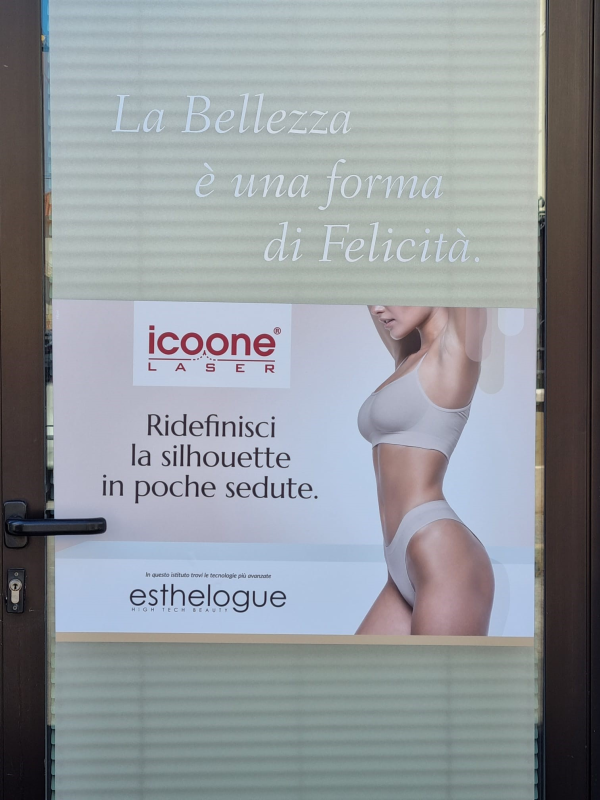 La Bellezza
è una forma
di Felicità.
icoone®
LASER
Ridefinisci
la silhouette
in poche sedute.
In questo istituto trovi le tecnologie più avanzate
esthelogue
HIGH TECH BEAUTY